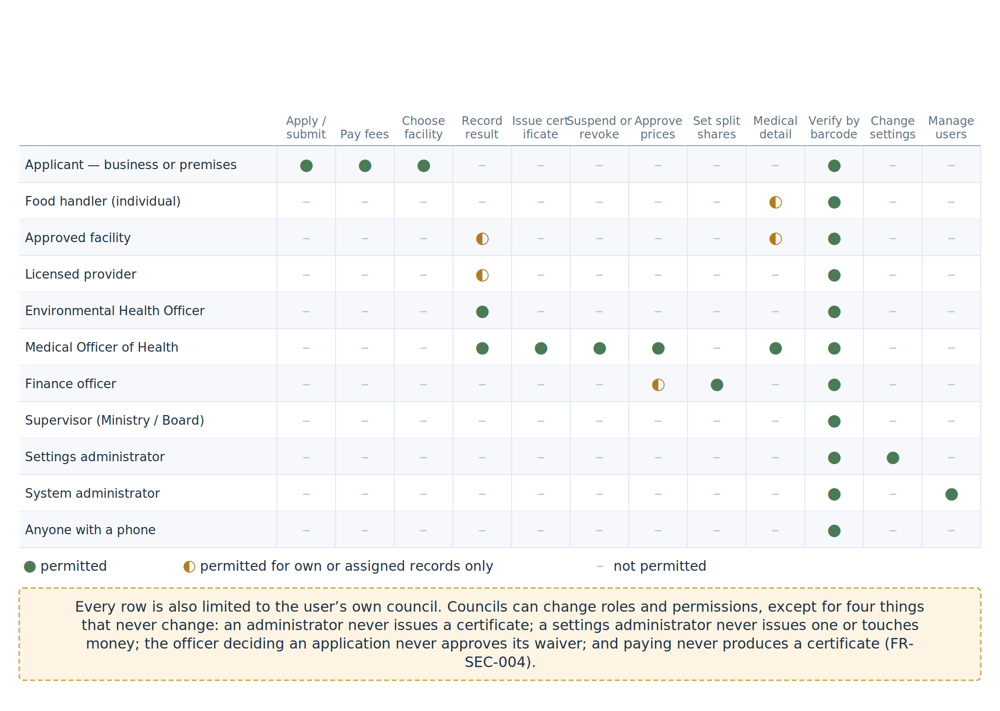 Apply / submit
Pay fees
Choose facility
Record result
Issue cert ificate
Suspend or revoke
Approve prices
Set split shares
Medical detail
Verify by barcode
Change settings
Manage users
Applicant — business or premises ● ● ● – – – – – – ● – –
Food handler (individual) – – – – – – – – ◐ ● – –
Approved facility – – – ◐ – – – – ◐ ● – –
Licensed provider – – – ◐ – – – – – ● – –
Environmental Health Officer – – – ● – – – – – ● – –
Medical Officer of Health – – – ● ● ● ● – ● ● – –
Finance officer – – – – – – ◐ ● – ● – –
Supervisor (Ministry / Board) – – – – – – – – – ● – –
Settings administrator – – – – – – – – – ● ● –
System administrator – – – – – – – – – ● – ●
Anyone with a phone – – – – – – – – – ● – –
● permitted ◐ permitted for own or assigned records only – not permitted
Every row is also limited to the user’s own council. Councils can change roles and permissions, except for four things
that never change: an administrator never issues a certificate; a settings administrator never issues one or touches
money; the officer deciding an application never approves its waiver; and paying never produces a certificate (FR-
SEC-004).